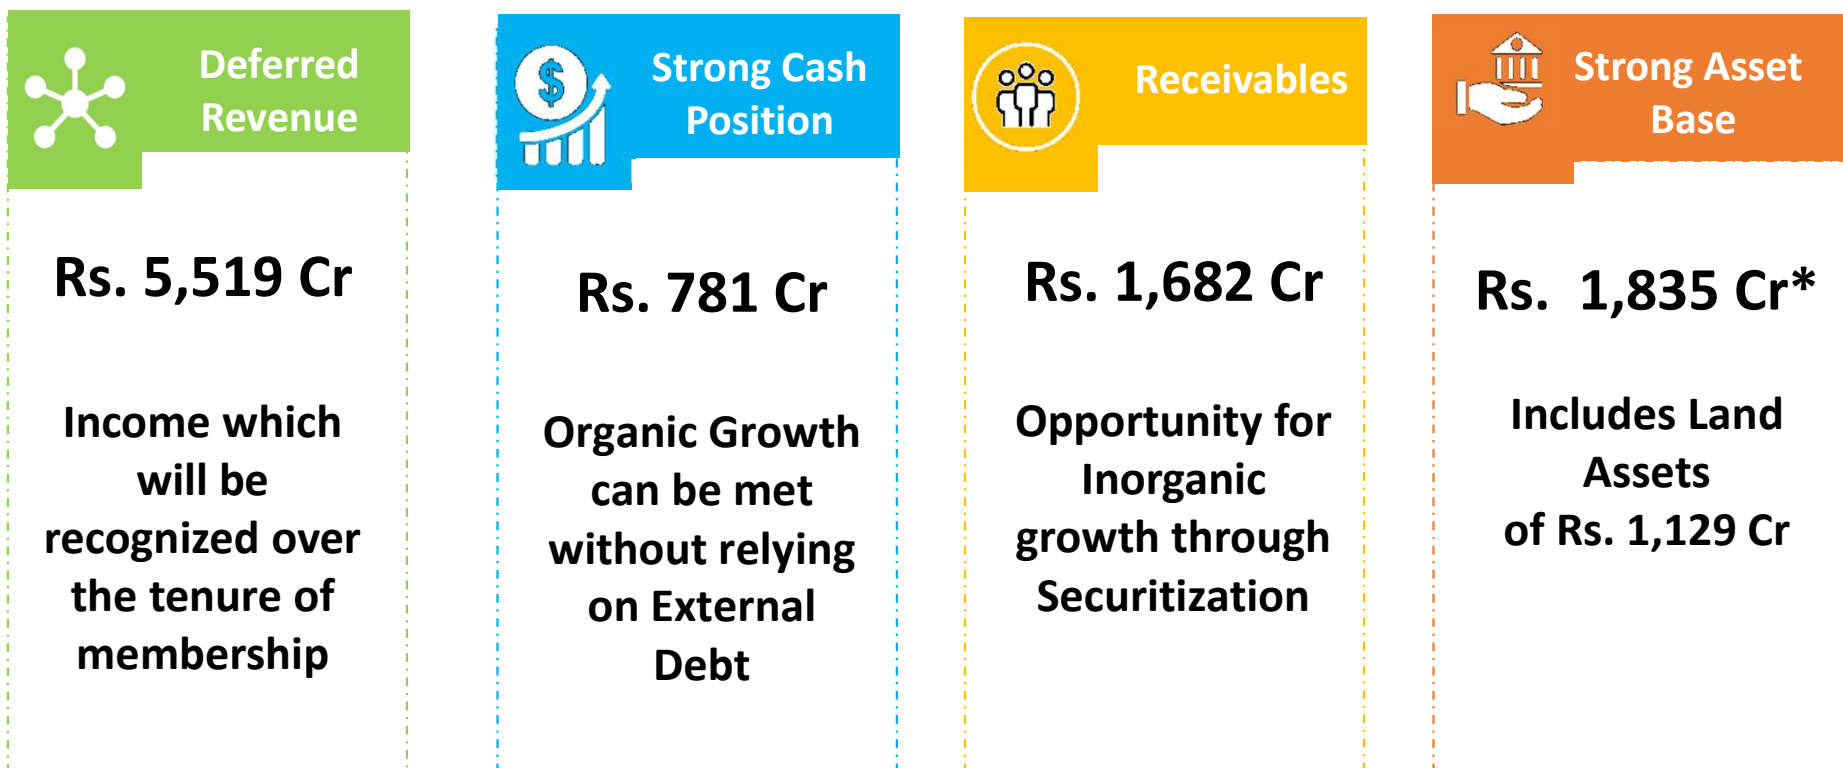 Deferred
Revenue
Rs. 5,519 Cr
Income which
will be
recognized over
the tenure of
membership
$
Strong Cash
Position
Rs. 781 Cr
Organic Growth
can be met
without relying
on External
Debt
Receivables
Rs. 1,682 Cr
Opportunity for
Inorganic
growth through
Securitization
Strong Asset
Base
Rs.  1,835 Cr*
Includes Land
Assets
of Rs. 1,129 Cr